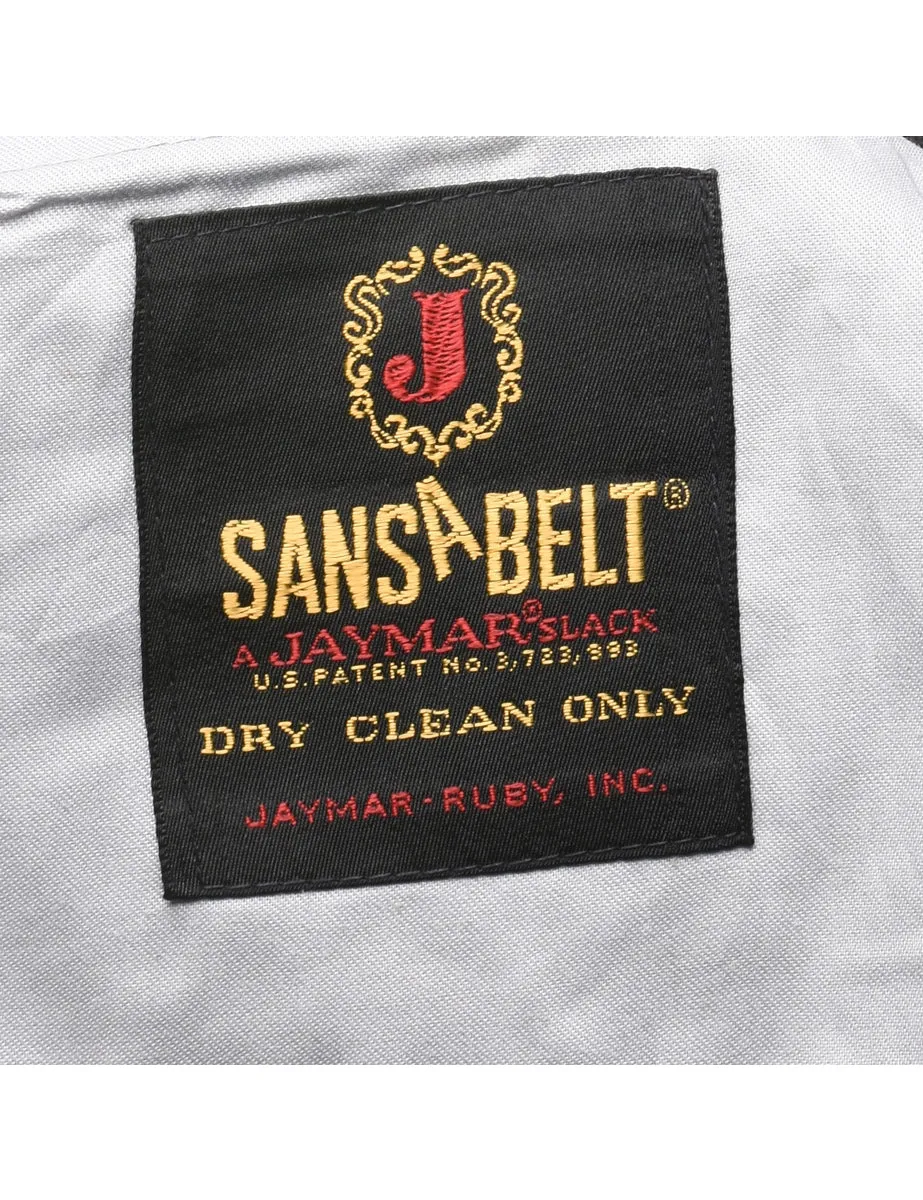 J
SANSABELT®
A JAYMAR® SLACK
U.S. PATENT NO. 3,723,993
DRY CLEAN ONLY
JAYMAR-RUBY, INC.